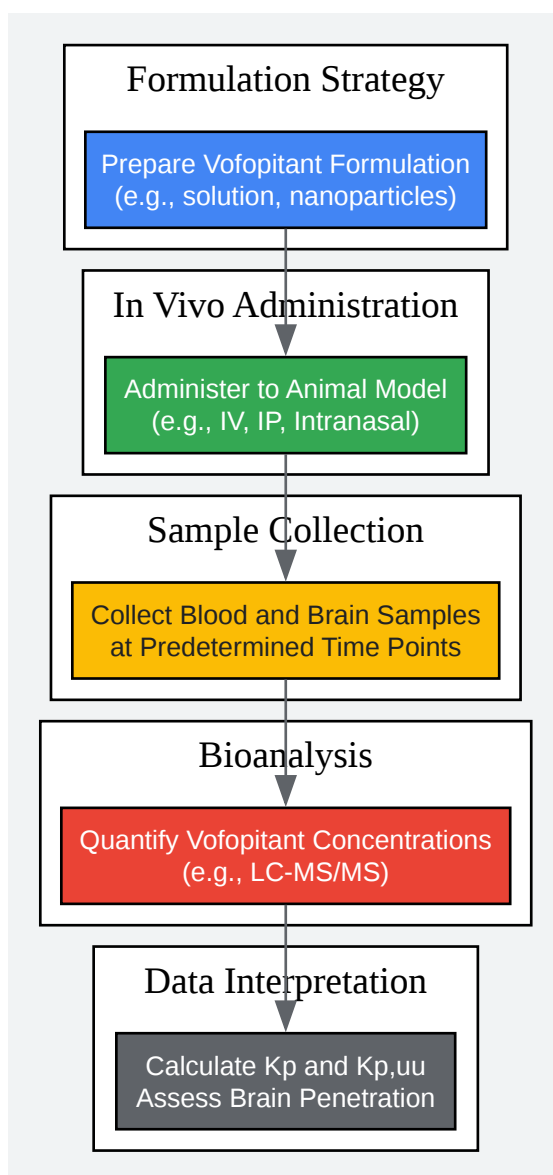 Formulation Strategy
Prepare Vofopitant Formulation
(e.g., solution, nanoparticles)
In Vivo Administration
Administer to Animal Model
(e.g., IV, IP, Intranasal)
Sample Collection
Collect Blood and Brain Samples
at Predetermined Time Points
Bioanalysis
Quantify Vofopitant Concentrations
(e.g., LC-MS/MS)
Data Interpretation
Calculate Kp and Kp,uu
Assess Brain Penetration